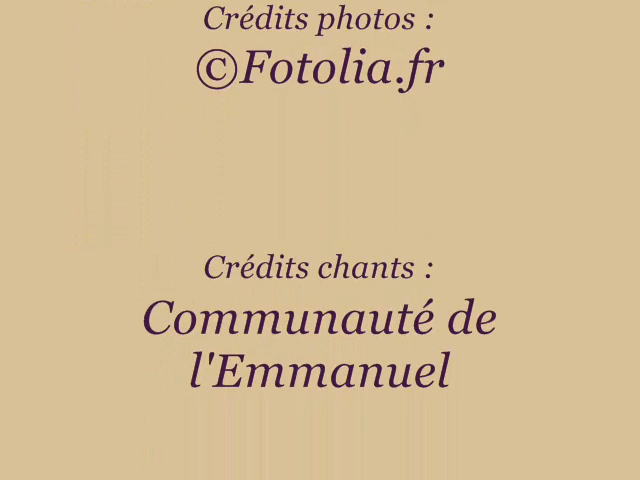 Crédits photos :
©Fotolia.fr
Crédits chants :
Communauté de
l'Emmanuel